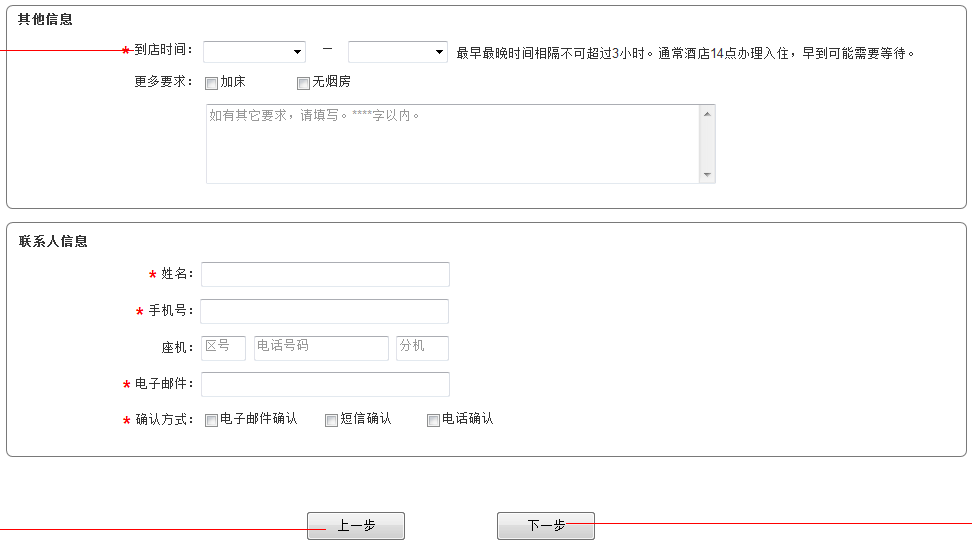 其他信息
* 到店时间： — 最早最晚时间相隔不可超过3小时。通常酒店14点办理入住，早到可能需要等待。
更多要求： 加床 无烟房
如有其它要求，请填写。****字以内。
联系人信息
* 姓名：
* 手机号：
座机： 区号 电话号码 分机
* 电子邮件：
* 确认方式： 电子邮件确认 短信确认 电话确认
上一步 下一步